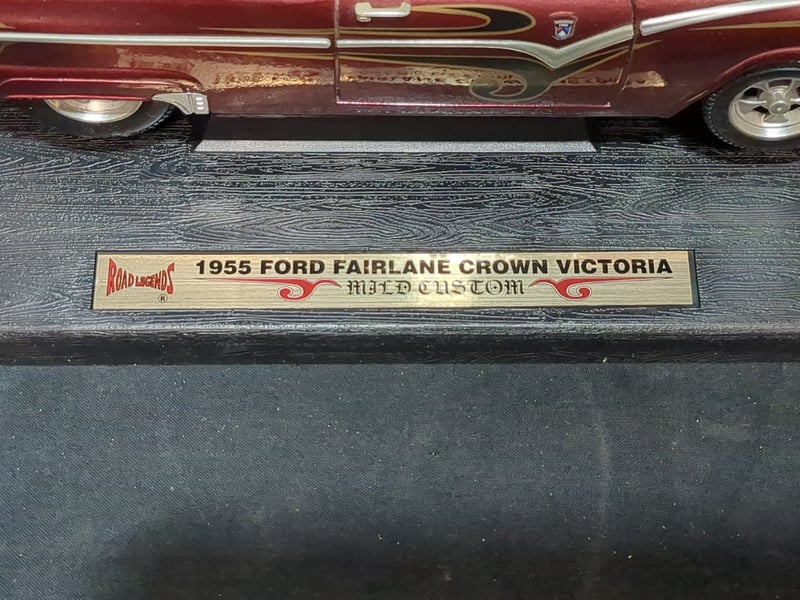 ROAD LEGENDS ®
1955 FORD FAIRLANE CROWN VICTORIA
MILD CUSTOM